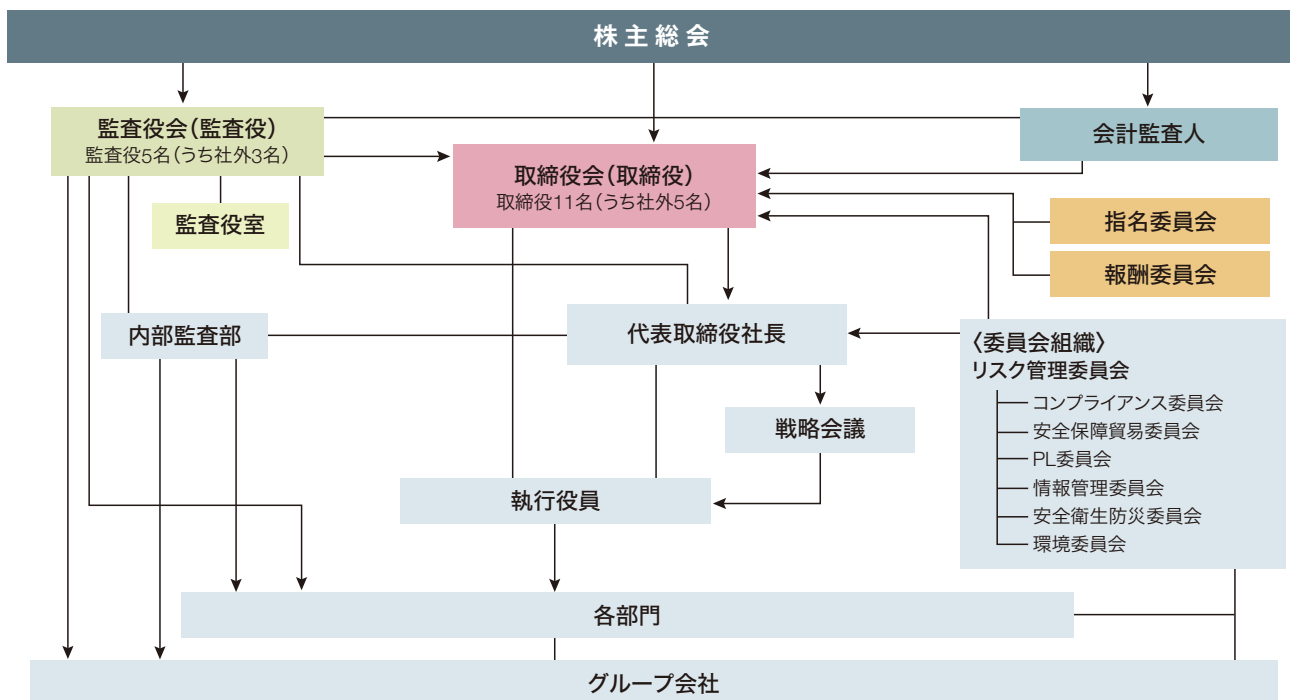 株主総会
監査役会（監査役）
監査役5名（うち社外3名）
会計監査人
取締役会（取締役）
取締役11名（うち社外5名）
監査役室
指名委員会
報酬委員会
内部監査部
代表取締役社長
〈委員会組織〉
リスク管理委員会
コンプライアンス委員会
安全保障貿易委員会
PL委員会
情報管理委員会
安全衛生防災委員会
環境委員会
戦略会議
執行役員
各部門
グループ会社